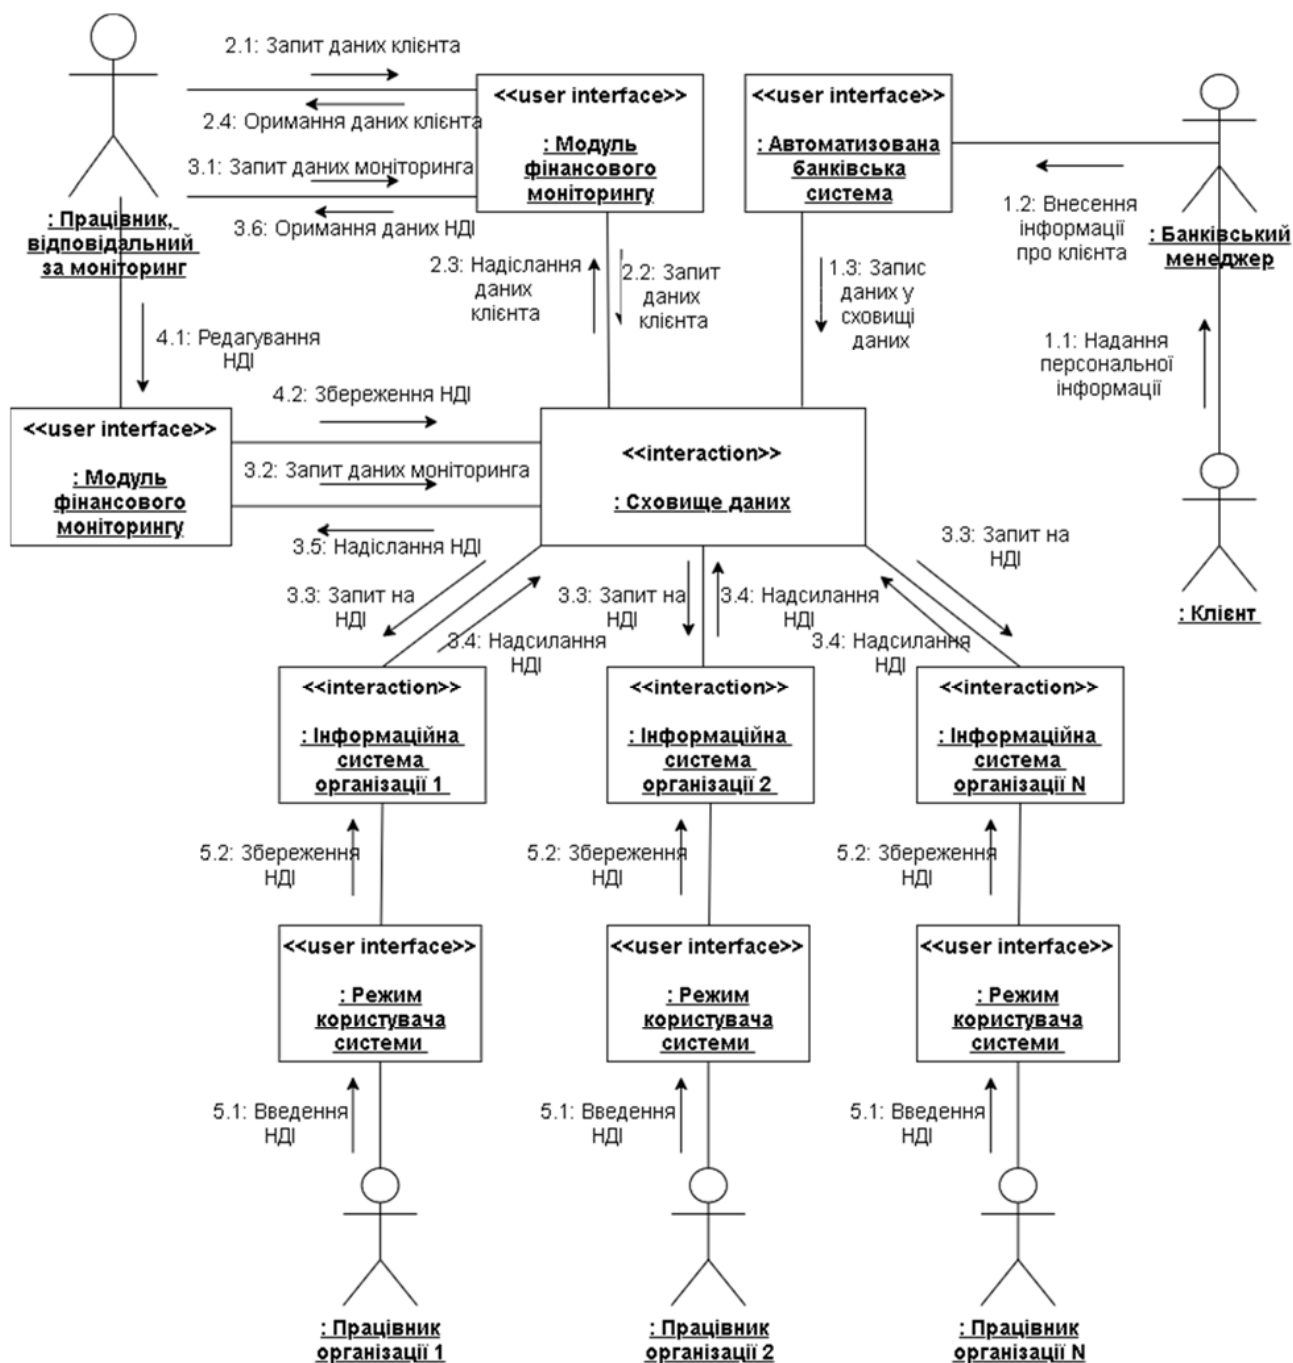 2.1: Запит даних клієнта
2.4: Оримання даних клієнта
3.1: Запит даних моніторинга
3.6: Оримання даних НДІ
: Працівник,
відповідальний
за моніторинг
<<user interface>>
: Модуль
фінансового
моніторингу
<<user interface>>
: Автоматизована
банківська
система
1.2: Внесення
інформації
про клієнта
: Банківський
менеджер
2.3: Надіслання
даних
клієнта
2.2: Запит
даних
клієнта
1.3: Запис
даних у
сховищі
даних
1.1: Надання
персональної
інформації
4.1: Редагування
НДІ
4.2: Збереження НДІ
<<user interface>>
: Модуль
фінансового
моніторингу
3.2: Запит даних моніторинга
3.5: Надіслання НДІ
<<interaction>>
: Сховище даних
: Клієнт
3.3: Запит на
НДІ
3.4: Надсилання
НДІ
3.3: Запит на
НДІ
3.4: Надсилання
НДІ
3.3: Запит на
НДІ
3.4: Надсилання
НДІ
<<interaction>>
: Інформаційна
система
організації 1
<<interaction>>
: Інформаційна
система
організації 2
<<interaction>>
: Інформаційна
система
організації N
5.2: Збереження
НДІ
5.2: Збереження
НДІ
5.2: Збереження
НДІ
<<user interface>>
: Режим
користувача
системи
<<user interface>>
: Режим
користувача
системи
<<user interface>>
: Режим
користувача
системи
5.1: Введення
НДІ
5.1: Введення
НДІ
5.1: Введення
НДІ
: Працівник
організації 1
: Працівник
організації 2
: Працівник
організації N